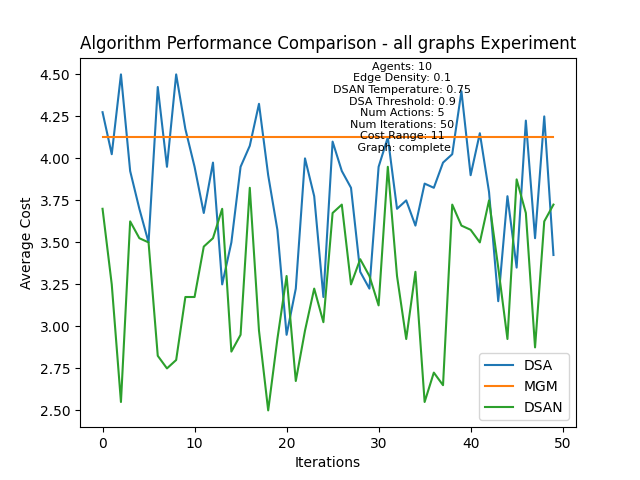 Algorithm Performance Comparison - all graphs Experiment
Agents: 10
Edge Density: 0.1
DSAN Temperature: 0.75
DSA Threshold: 0.9
Num Actions: 5
Num Iterations: 50
Cost Range: 11
Graph: complete
4.50
4.25
4.00
3.75
3.50
3.25
3.00
2.75
2.50
Average Cost
DSA
MGM
DSAN
0
10
20
30
40
50
Iterations